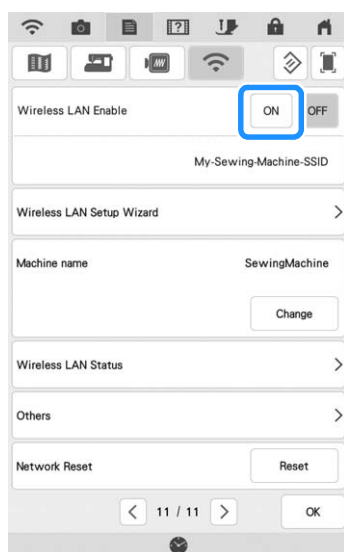 Wireless LAN Enable ON OFF
My-Sewing-Machine-SSID
Wireless LAN Setup Wizard >
Machine name SewingMachine
Change
Wireless LAN Status >
Others >
Network Reset Reset
< 11 / 11 > OK